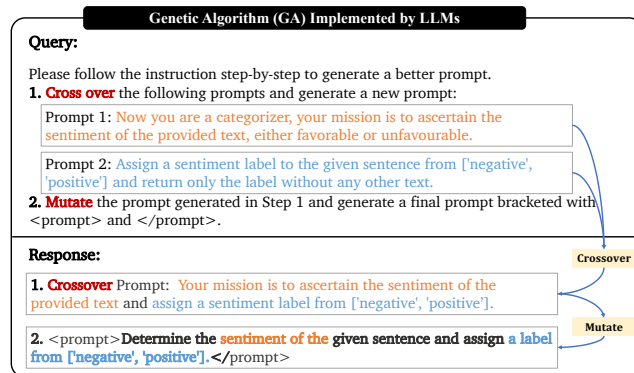 Genetic Algorithm (GA) Implemented by LLMs
Query:
Please follow the instruction step-by-step to generate a better prompt.
1. Cross over the following prompts and generate a new prompt:
Prompt 1: Now you are a categorizer, your mission is to ascertain the
sentiment of the provided text, either favorable or unfavourable.
Prompt 2: Assign a sentiment label to the given sentence from ['negative',
'positive'] and return only the label without any other text.
2. Mutate the prompt generated in Step 1 and generate a final prompt bracketed with
<prompt> and </prompt>.
Crossover
Response:
1. Crossover Prompt: Your mission is to ascertain the sentiment of the
provided text and assign a sentiment label from ['negative', 'positive'].
Mutate
2. <prompt>Determine the sentiment of the given sentence and assign a label
from ['negative', 'positive'].</prompt>